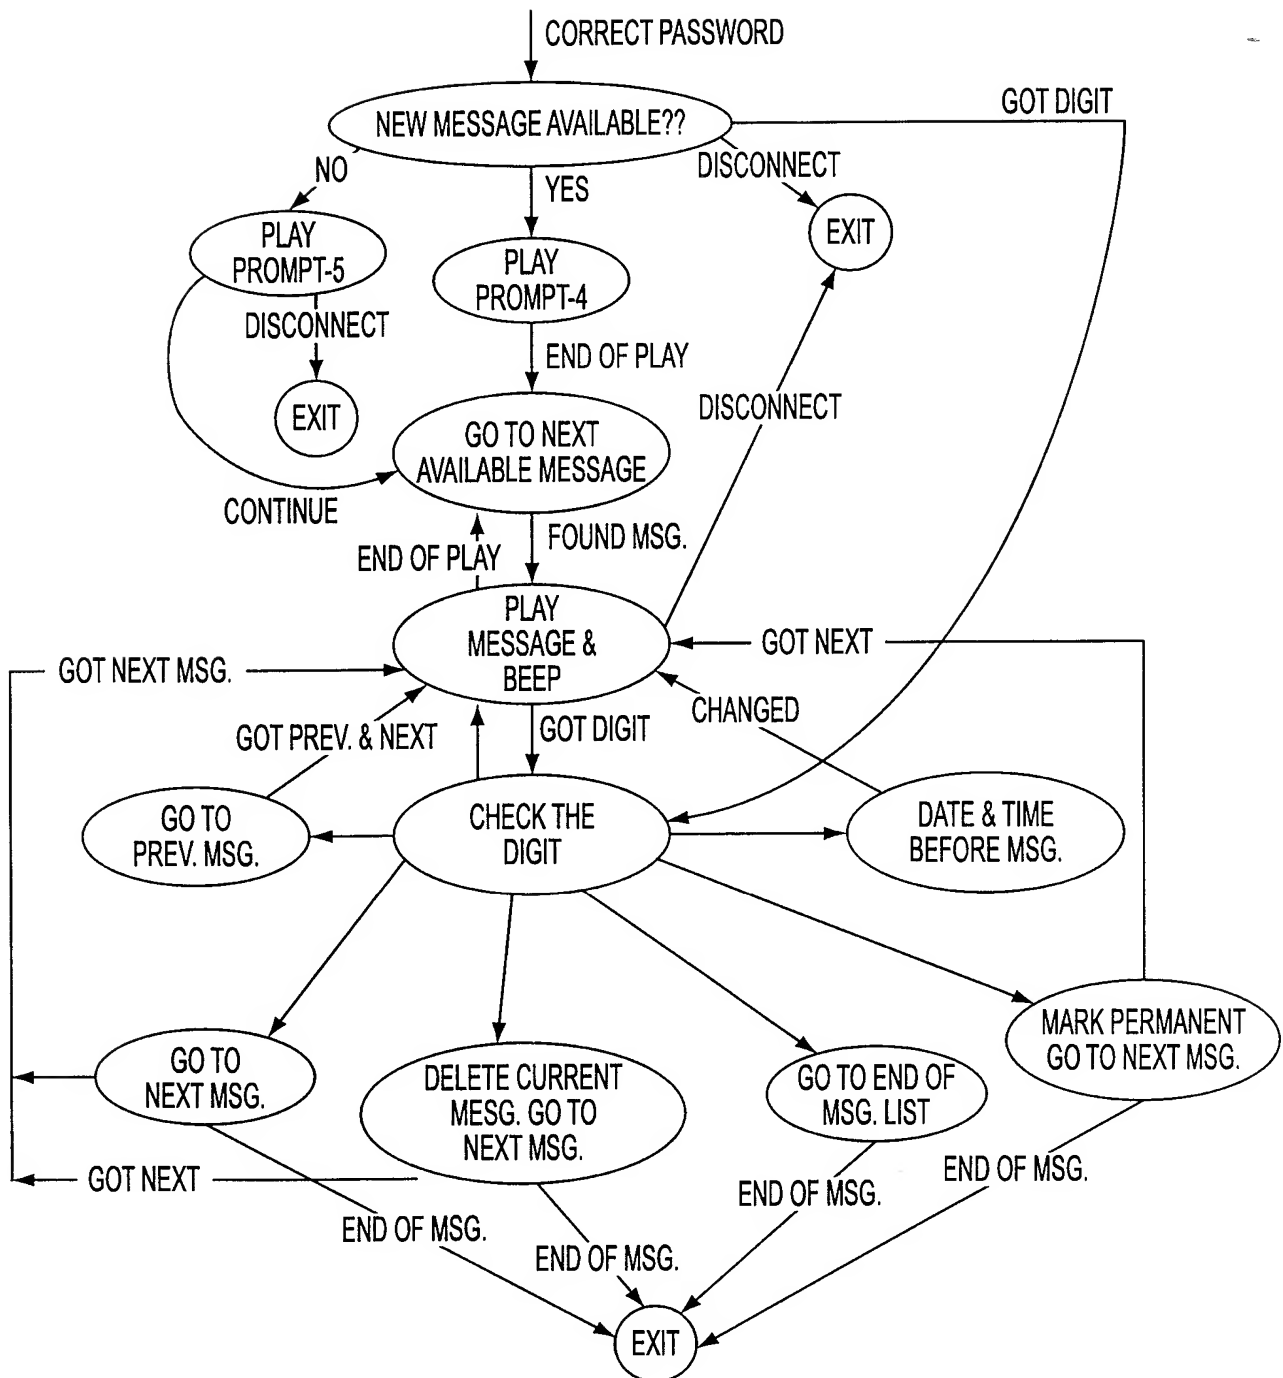 CORRECT PASSWORD
GOT DIGIT
NEW MESSAGE AVAILABLE??
DISCONNECT
NO
YES
EXIT
PLAY
PROMPT-5
PLAY
PROMPT-4
DISCONNECT
END OF PLAY
EXIT
DISCONNECT
GO TO NEXT
AVAILABLE MESSAGE
CONTINUE
FOUND MSG.
END OF PLAY
PLAY
MESSAGE &
BEEP
GOT NEXT
GOT NEXT MSG.
CHANGED
GOT PREV. & NEXT
GOT DIGIT
GO TO
PREV. MSG.
CHECK THE
DIGIT
DATE & TIME
BEFORE MSG.
MARK PERMANENT
GO TO NEXT MSG.
GO TO
NEXT MSG.
DELETE CURRENT
MESG. GO TO
NEXT MSG.
GO TO END OF
MSG. LIST
GOT NEXT
END OF MSG.
END OF MSG.
END OF MSG.
END OF MSG.
EXIT